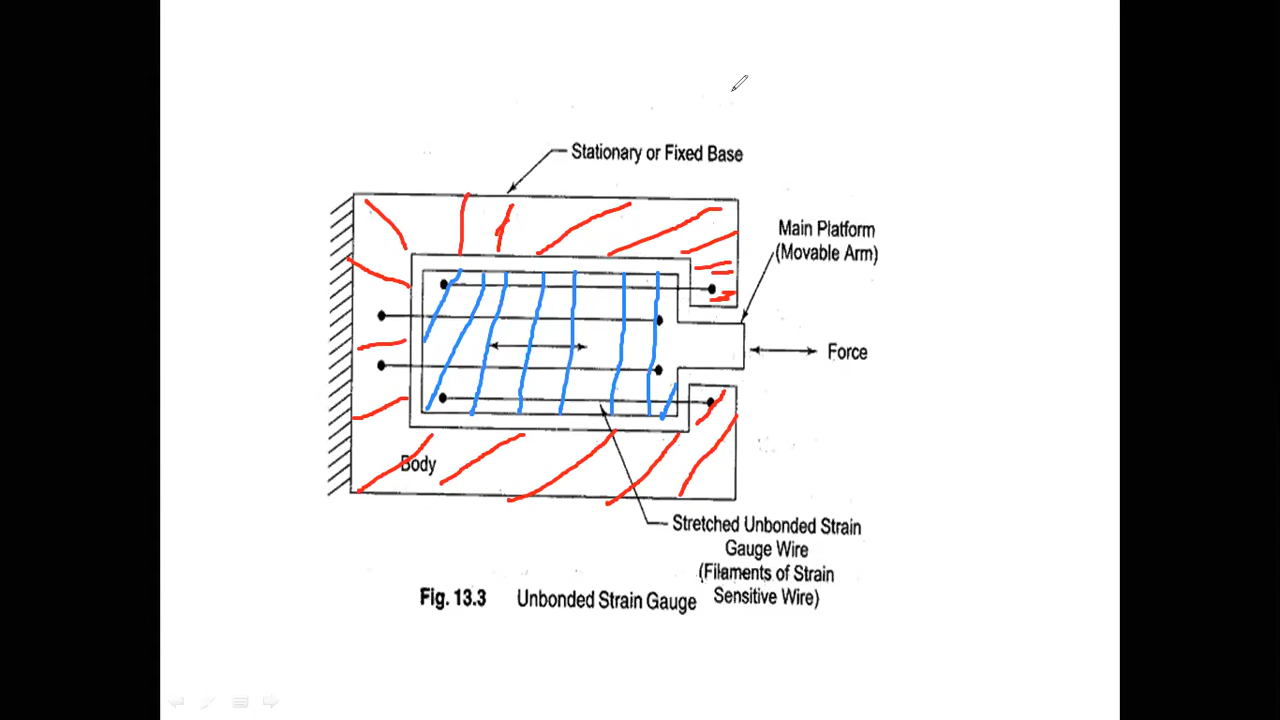 Stationary or Fixed Base
Main Platform
(Movable Arm)
Force
Body
Stretched Unbonded Strain
Gauge Wire
(Filaments of Strain
Sensitive Wire)
Fig. 13.3 Unbonded Strain Gauge